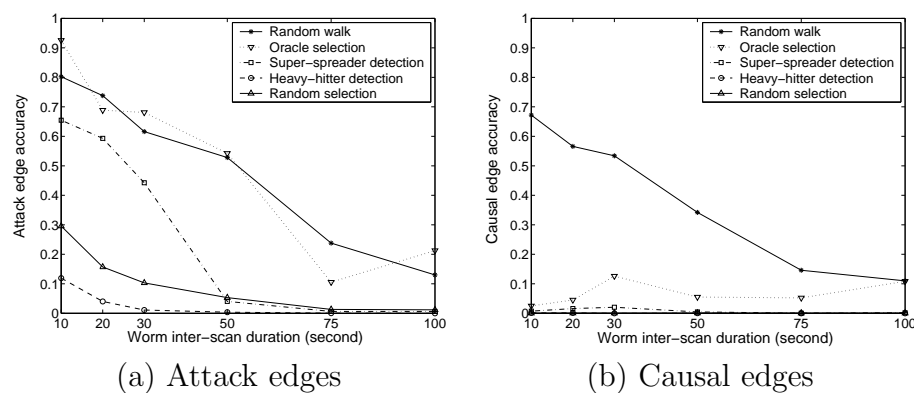 1
0.9
0.8
0.7
0.6
0.5
0.4
0.3
0.2
0.1
0
Attack edge accuracy
Random walk
Oracle selection
Super-spreader detection
Heavy-hitter detection
Random selection
10 20 30 50 75 100
Worm inter-scan duration (second)
(a) Attack edges
1
0.9
0.8
0.7
0.6
0.5
0.4
0.3
0.2
0.1
0
Causal edge accuracy
Random walk
Oracle selection
Super-spreader detection
Heavy-hitter detection
Random selection
10 20 30 50 75 100
Worm inter-scan duration (second)
(b) Causal edges